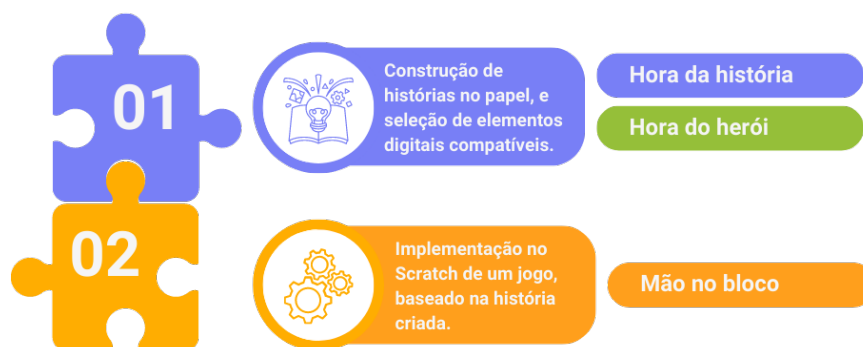 01
Construção de
histórias no papel, e
seleção de elementos
digitais compatíveis.
Hora da história
Hora do herói
02
Implementação no
Scratch de um jogo,
baseado na história
criada.
Mão no bloco